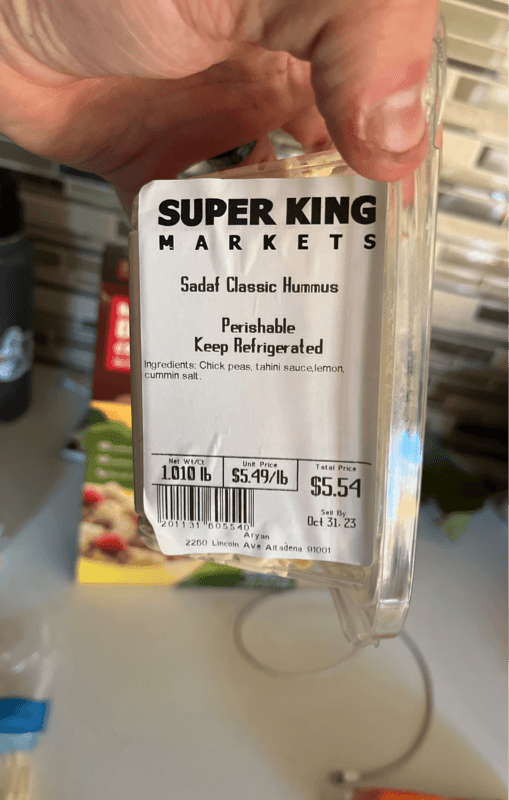 SUPER KING
MARKETS
Sadaf Classic Hummus
Perishable
Keep Refrigerated
Ingredients: Chick peas, tahini sauce,lemon,
cummin salt.
Net Wt/Ct
1.010 lb
Unit Price
$5.49/lb
Total Price
$5.54
201131 605540
Sell By
Oct 31, 23
Aryan
2260 Lincoln Ave Altadena 91001